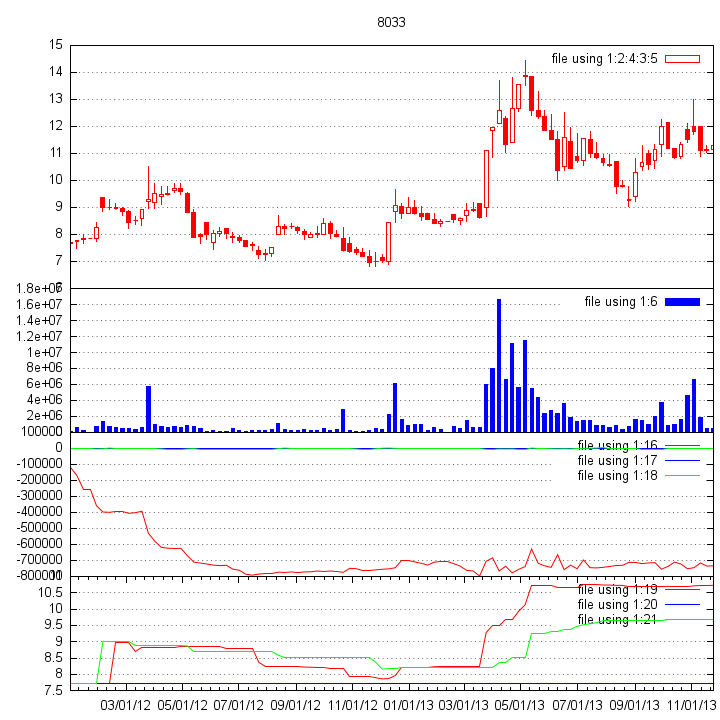 8033
15
file using 1:2:4:3:5
14
13
12
11
10
9
8
7
6
1.8e+07
file using 1:6
1.6e+07
1.4e+07
1.2e+07
1e+07
8e+06
6e+06
4e+06
2e+06
100000
0
file using 1:16
-100000
file using 1:17
-200000
file using 1:18
-300000
-400000
-500000
-600000
-700000
-800000
11
10.5
file using 1:19
10
file using 1:20
9.5
file using 1:21
9
8.5
8
7.5
03/01/12 05/01/12 07/01/12 09/01/12 11/01/12 01/01/13 03/01/13 05/01/13 07/01/13 09/01/13 11/01/13